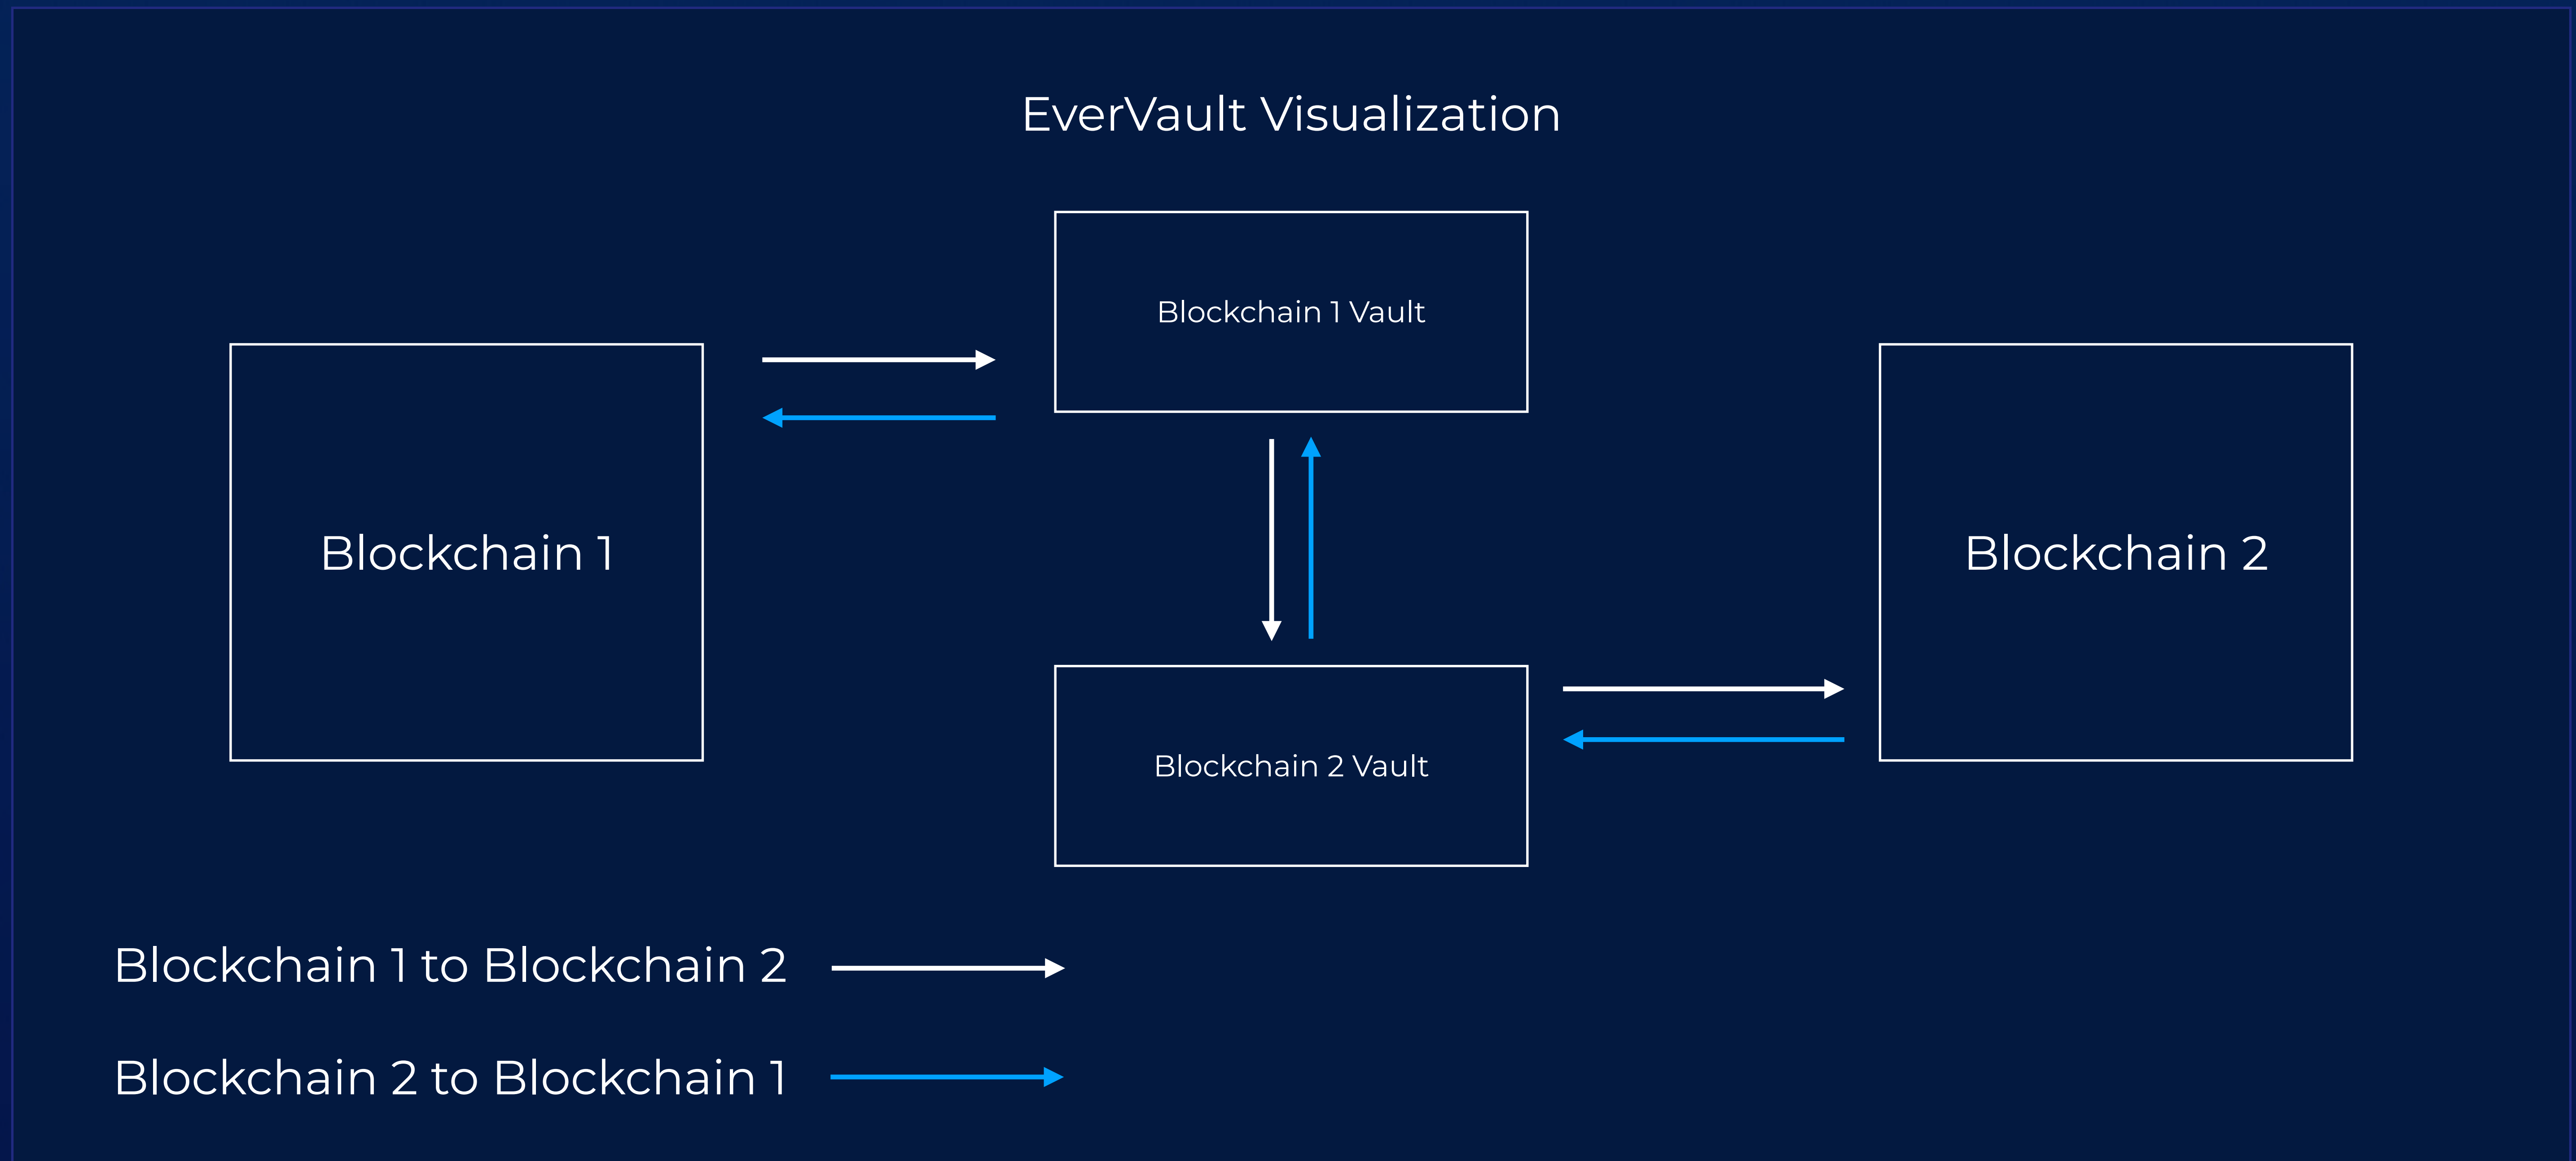 EverVault Visualization
Blockchain 1 Vault
Blockchain 1
Blockchain 2
Blockchain 2 Vault
Blockchain 1 to Blockchain 2
Blockchain 2 to Blockchain 1